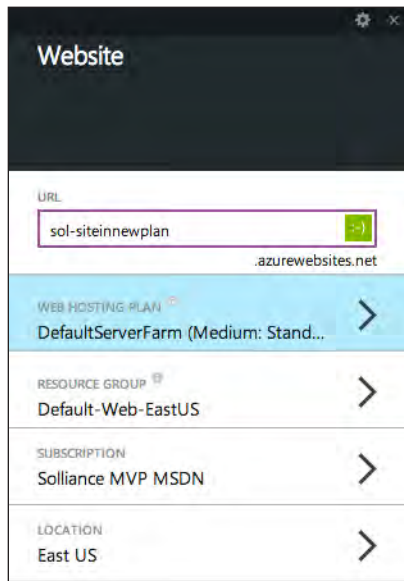 Website
URL
sol-siteinnewplan
:-)
.azurewebsites.net
WEB HOSTING PLAN
DefaultServerFarm (Medium: Stand...
RESOURCE GROUP
Default-Web-EastUS
SUBSCRIPTION
Solliance MVP MSDN
LOCATION
East US